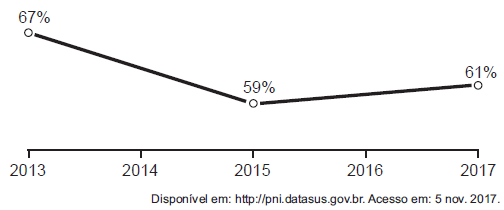 67%
59%
61%
2013 2014 2015 2016 2017
Disponível em: http://pni.datasus.gov.br. Acesso em: 5 nov. 2017.